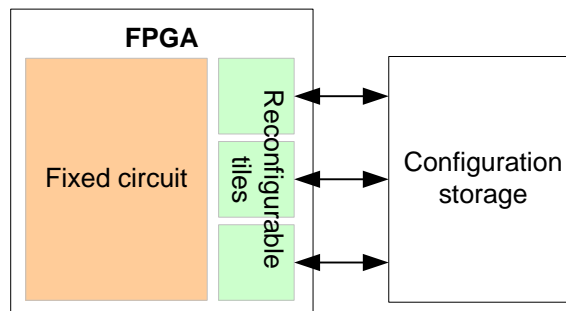 FPGA
Fixed circuit
Reconfigurable
tiles
Configuration
storage